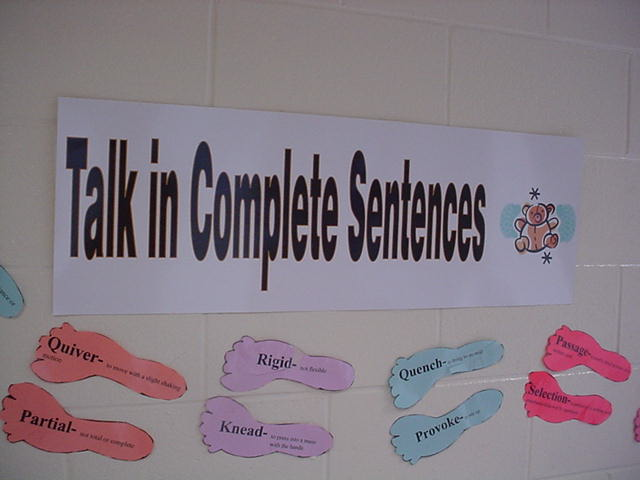 Talk in Complete Sentences
Quiver- to move with a slight shaking
motion
Rigid- not flexible
Quench-
Passage-
Partial- not total or complete
Knead- to press into a mass
with the hands
Provoke-
Selection-